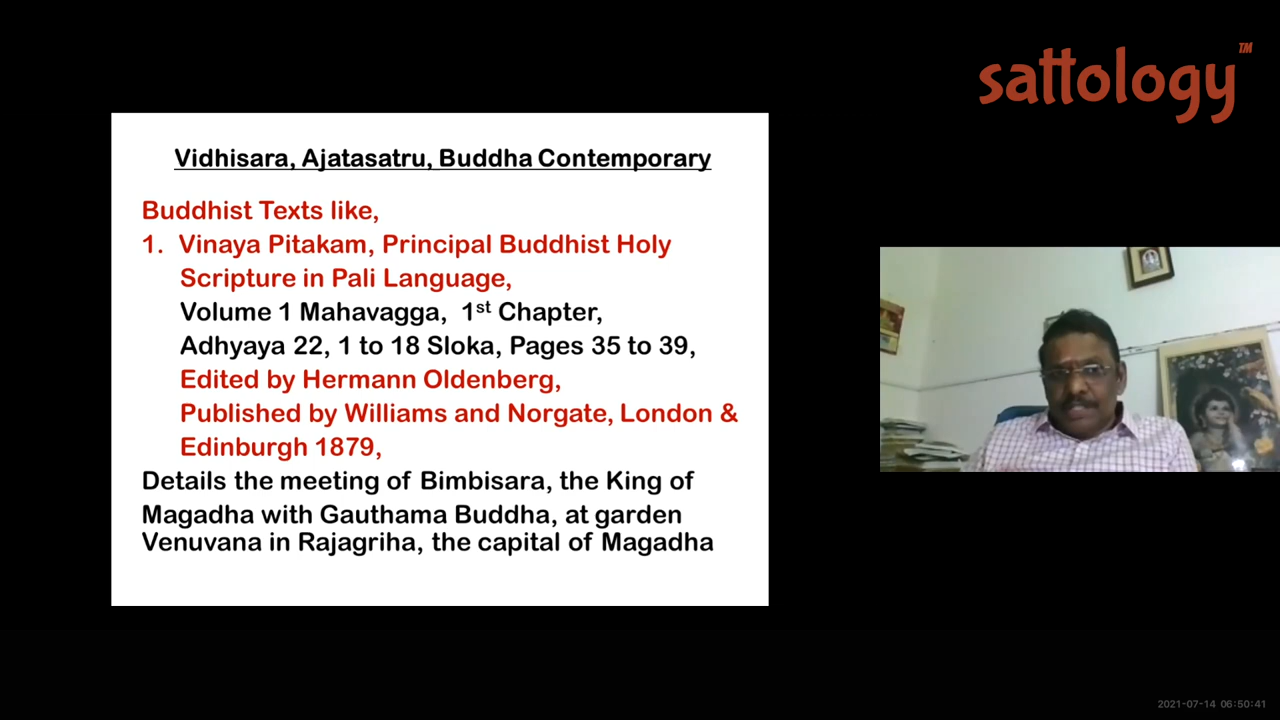 sattology™
Vidhisara, Ajatasatru, Buddha Contemporary
Buddhist Texts like,
1. Vinaya Pitakam, Principal Buddhist Holy
Scripture in Pali Language,
Volume 1 Mahavagga, 1st Chapter,
Adhyaya 22, 1 to 18 Sloka, Pages 35 to 39,
Edited by Hermann Oldenberg,
Published by Williams and Norgate, London &
Edinburgh 1879,
Details the meeting of Bimbisara, the King of
Magadha with Gauthama Buddha, at garden
Venuvana in Rajagriha, the capital of Magadha
2021-07-14 06:50:41